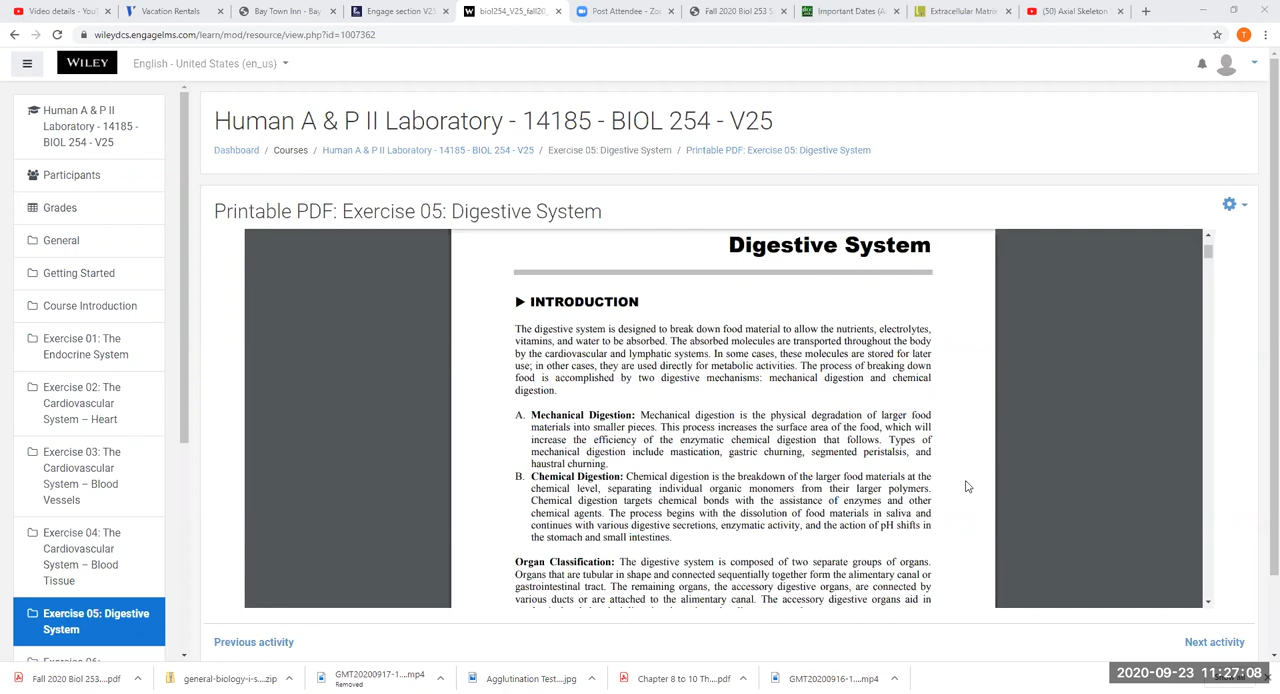 Video details - YouT
Vacation Rentals
Bay Town Inn - Bay
Engage section V25
biol254_V25_fall20_
Post Attendee - Zoo
Fall 2020 Biol 253 S
Important Dates (A
Extracellular Matrix
(50) Axial Skeleton
wileydcs.engagelms.com/learn/mod/resource/view.php?id=1007362
T
WILEY
English - United States (en_us)
Human A & P II
Laboratory - 14185 -
BIOL 254 - V25
Participants
Grades
General
Getting Started
Course Introduction
Exercise 01: The
Endocrine System
Exercise 02: The
Cardiovascular
System – Heart
Exercise 03: The
Cardiovascular
System – Blood
Vessels
Exercise 04: The
Cardiovascular
System – Blood
Tissue
Exercise 05: Digestive
System
Human A & P II Laboratory - 14185 - BIOL 254 - V25
Dashboard / Courses / Human A & P II Laboratory - 14185 - BIOL 254 - V25 / Exercise 05: Digestive System / Printable PDF: Exercise 05: Digestive System
Printable PDF: Exercise 05: Digestive System
Digestive System
INTRODUCTION
The digestive system is designed to break down food material to allow the nutrients, electrolytes,
vitamins, and water to be absorbed. The absorbed molecules are transported throughout the body
by the cardiovascular and lymphatic systems. In some cases, these molecules are stored for later
use; in other cases, they are used directly for metabolic activities. The process of breaking down
food is accomplished by two digestive mechanisms: mechanical digestion and chemical
digestion.
A. Mechanical Digestion: Mechanical digestion is the physical degradation of larger food
materials into smaller pieces. This process increases the surface area of the food, which will
increase the efficiency of the enzymatic chemical digestion that follows. Types of
mechanical digestion include mastication, gastric churning, segmented peristalsis, and
haustral churning.
B. Chemical Digestion: Chemical digestion is the breakdown of the larger food materials at the
chemical level, separating individual organic monomers from their larger polymers.
Chemical digestion targets chemical bonds with the assistance of enzymes and other
chemical agents. The process begins with the dissolution of food materials in saliva and
continues with various digestive secretions, enzymatic activity, and the action of pH shifts in
the stomach and small intestines.
Organ Classification: The digestive system is composed of two separate groups of organs.
Organs that are tubular in shape and connected sequentially together form the alimentary canal or
gastrointestinal tract. The remaining organs, the accessory digestive organs, are connected by
various ducts or are attached to the alimentary canal. The accessory digestive organs aid in
Previous activity
Next activity
Fall 2020 Biol 253....pdf
general-biology-i-s....zip
GMT20200917-1....mp4
Removed
Agglutination Test....jpg
Chapter 8 to 10 Th....pdf
GMT20200916-1....mp4
2020-09-23 11:27:08